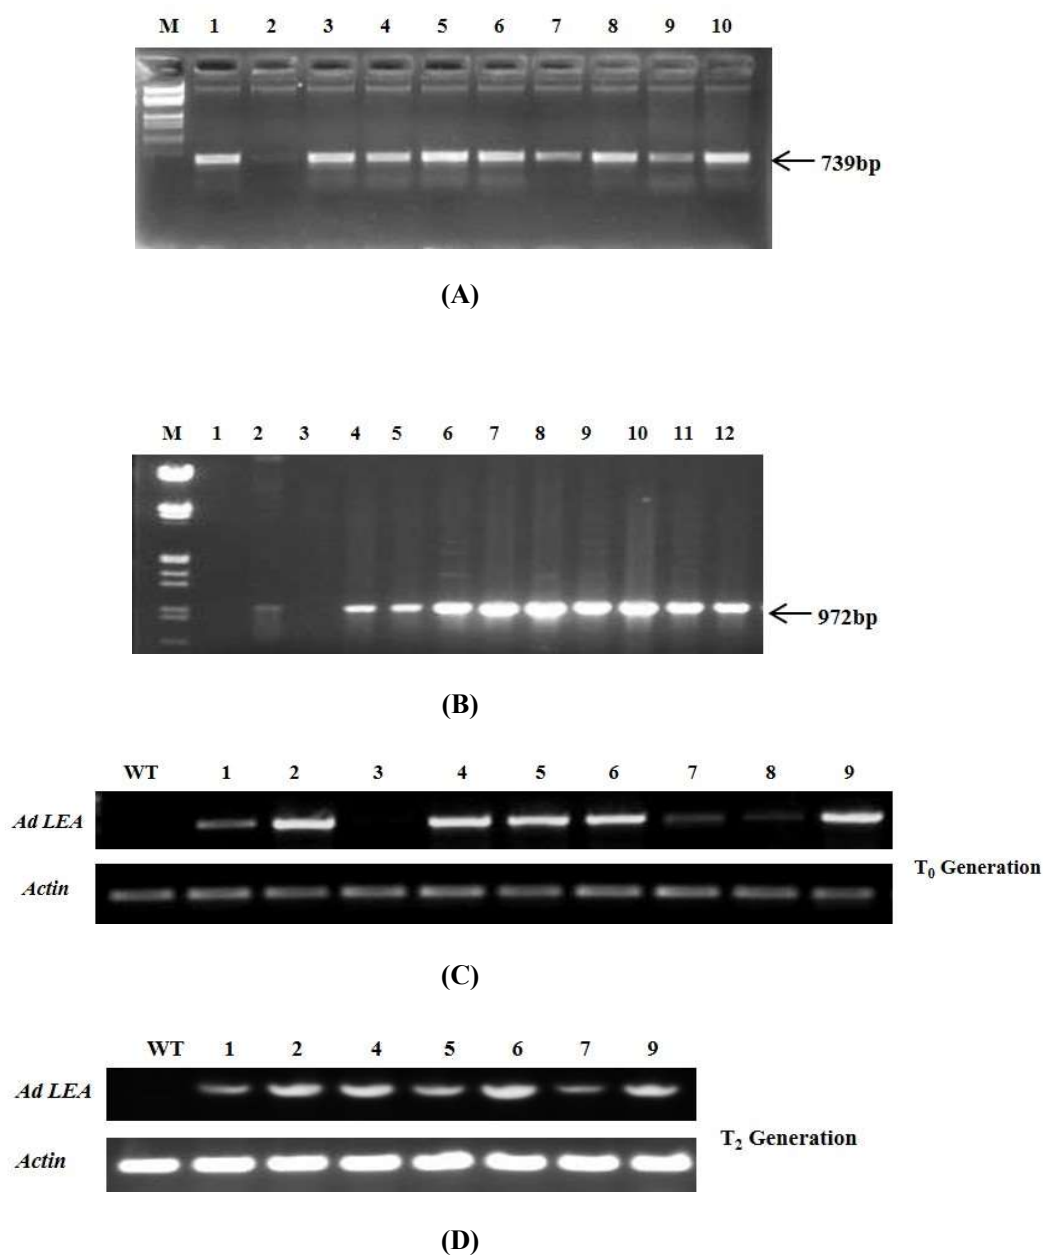 M 1 2 3 4 5 6 7 8 9 10
739bp
(A)
M 1 2 3 4 5 6 7 8 9 10 11 12
972bp
(B)
WT 1 2 3 4 5 6 7 8 9
Ad LEA
T₀ Generation
Actin
(C)
WT 1 2 4 5 6 7 9
Ad LEA
T₂ Generation
Actin
(D)